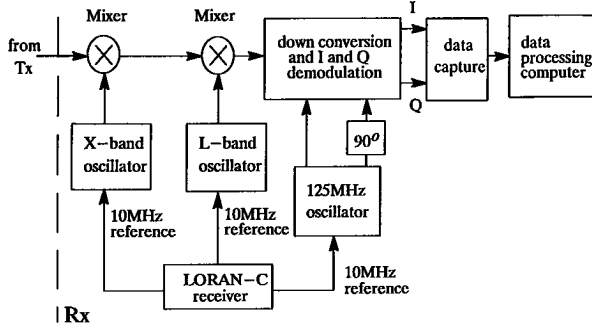 Mixer
Mixer
I
from
Tx
down conversion
and I and Q
demodulation
data
capture
data
processing
computer
Q
X-band
oscillator
L-band
oscillator
90°
125MHz
oscillator
10MHz
reference
10MHz
reference
10MHz
reference
LORAN-C
receiver
Rx